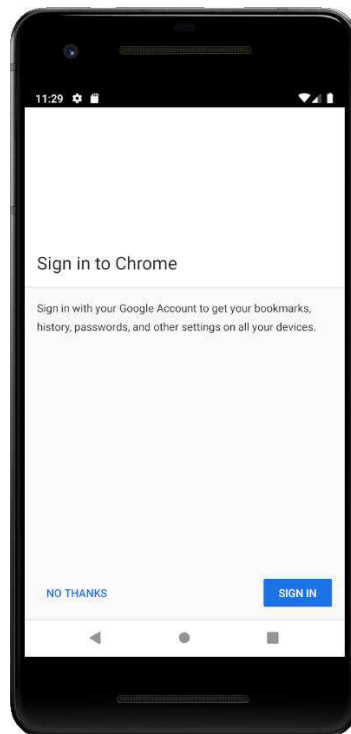 11:29
Sign in to Chrome
Sign in with your Google Account to get your bookmarks,
history, passwords, and other settings on all your devices.
NO THANKS
SIGN IN